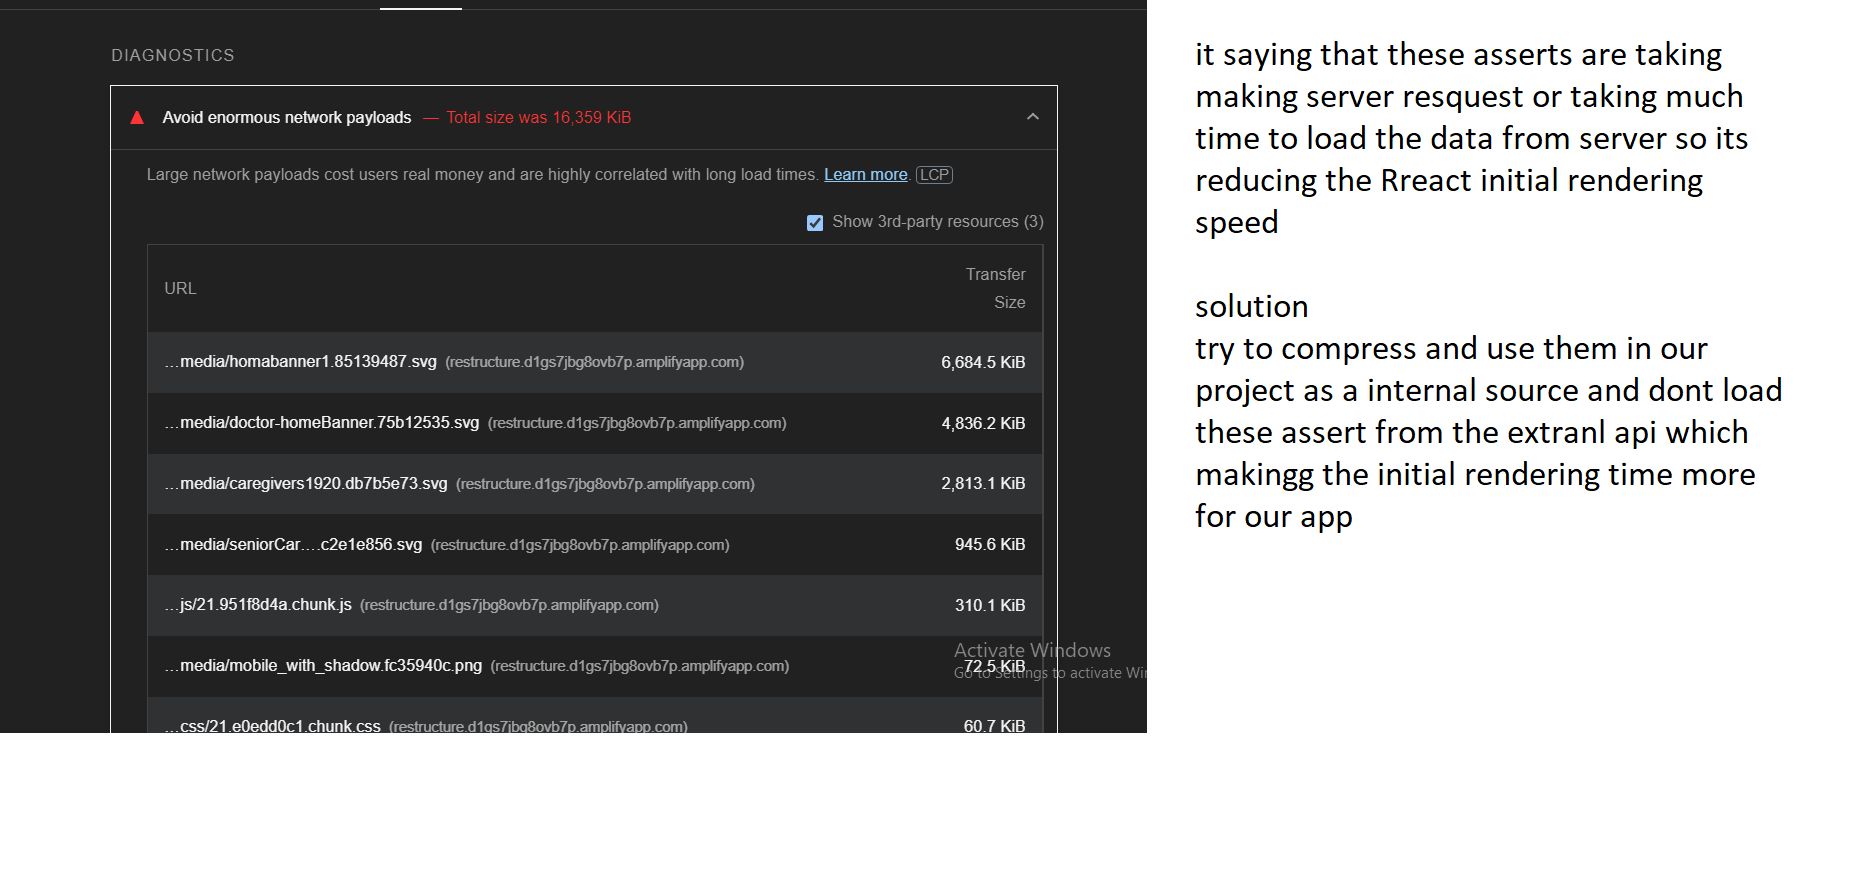 DIAGNOSTICS
Avoid enormous network payloads — Total size was 16,359 KiB
Large network payloads cost users real money and are highly correlated with long load times. Learn more. LCP
Show 3rd-party resources (3)
URL
Transfer
Size
...media/homabanner1.85139487.svg (restructure.d1gs7jbg8ovb7p.amplifyapp.com) 6,684.5 KiB
...media/doctor-homeBanner.75b12535.svg (restructure.d1gs7jbg8ovb7p.amplifyapp.com) 4,836.2 KiB
...media/caregivers1920.db7b5e73.svg (restructure.d1gs7jbg8ovb7p.amplifyapp.com) 2,813.1 KiB
...media/seniorCar....c2e1e856.svg (restructure.d1gs7jbg8ovb7p.amplifyapp.com) 945.6 KiB
...js/21.951f8d4a.chunk.js (restructure.d1gs7jbg8ovb7p.amplifyapp.com) 310.1 KiB
...media/mobile_with_shadow.fc35940c.png (restructure.d1gs7jbg8ovb7p.amplifyapp.com) 72.5 KiB
...css/21.e0edd0c1.chunk.css (restructure.d1gs7jbg8ovb7p.amplifyapp.com) 60.7 KiB
Activate Windows
Go to Settings to activate Wi
it saying that these asserts are taking
making server resquest or taking much
time to load the data from server so its
reducing the Rreact initial rendering
speed
solution
try to compress and use them in our
project as a internal source and dont load
these assert from the extranl api which
makingg the initial rendering time more
for our app